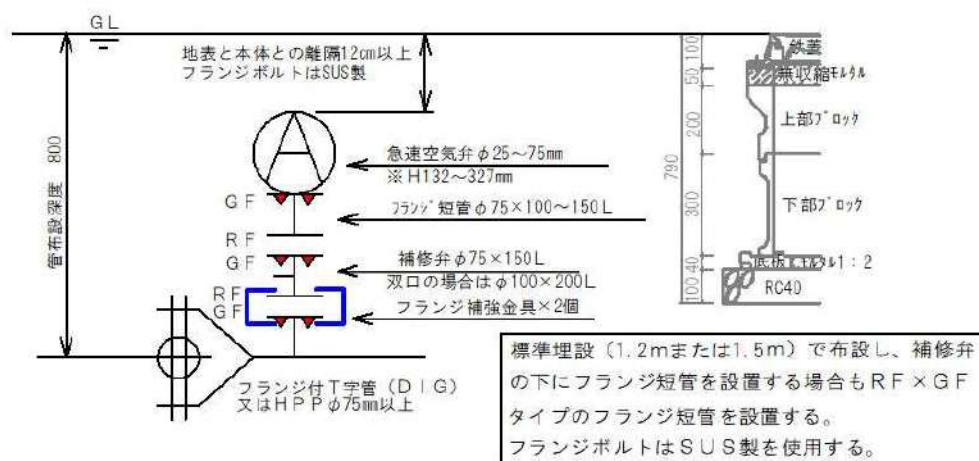 GL
地表と本体との離隔12cm以上
フランジボルトはSUS製
管布設深度 800
急速空気弁φ25～75mm
※H132～327mm
GF
フランジ短管φ75×100～150L
RF
GF
補修弁φ75×150L
双口の場合はφ100×200L
RF
GF
フランジ補強金具×2個
フランジ付T字管(DIG)
又はHPPφ75mm以上
100
50
200
790
300
40
100
鉄蓋
無収縮モルタル
上部ブロック
下部ブロック
底板 モルタル1:2
RC40
標準埋設(1.2mまたは1.5m)で布設し、補修弁
の下にフランジ短管を設置する場合もRF×GF
タイプのフランジ短管を設置する。
フランジボルトはSUS製を使用する。